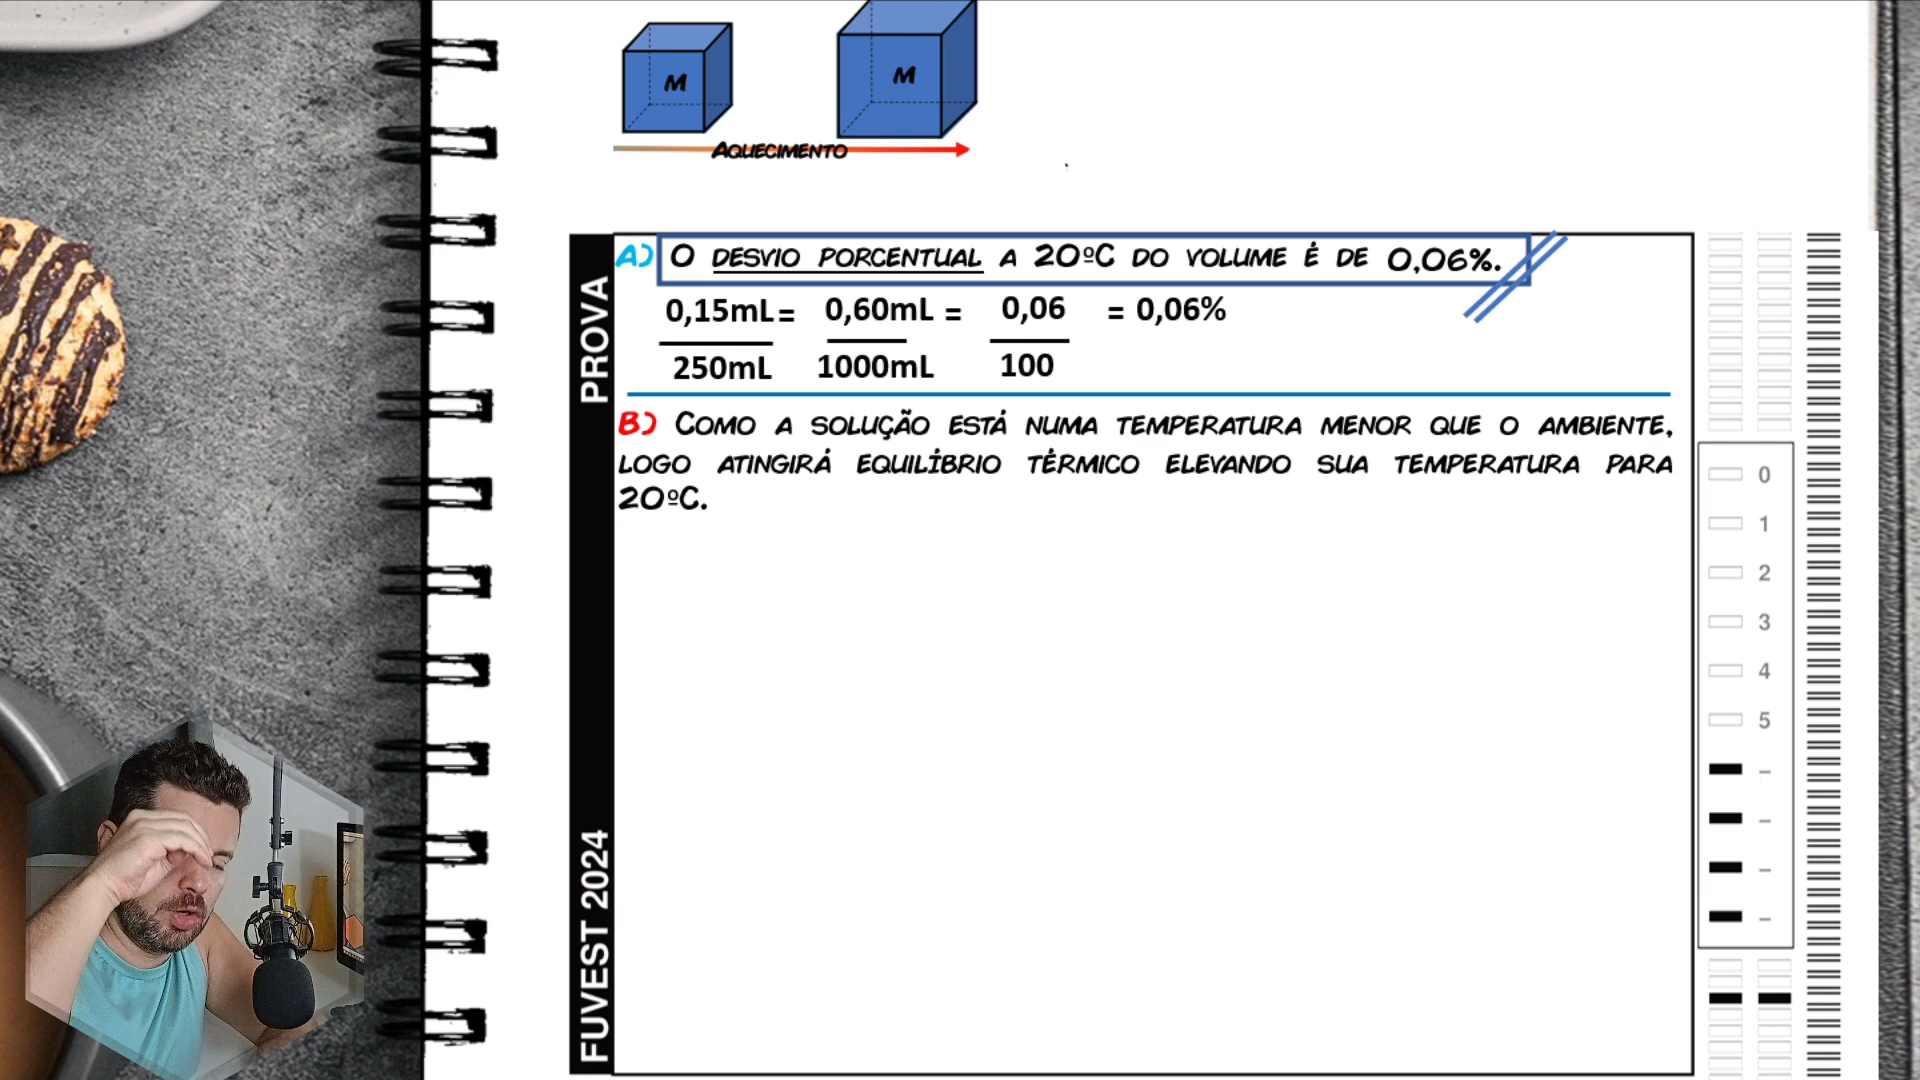 M
M
AQUECIMENTO
PROVA
FUVEST 2024
A) O DESVIO PORCENTUAL A 20ºC DO VOLUME É DE 0,06%.
0,15mL = 0,60mL = 0,06 = 0,06%
250mL 1000mL 100
B) COMO A SOLUÇÃO ESTÁ NUMA TEMPERATURA MENOR QUE O AMBIENTE,
LOGO ATINGIRÁ EQUILÍBRIO TÉRMICO ELEVANDO SUA TEMPERATURA PARA
20ºC.
0
1
2
3
4
5
-
-
-
-